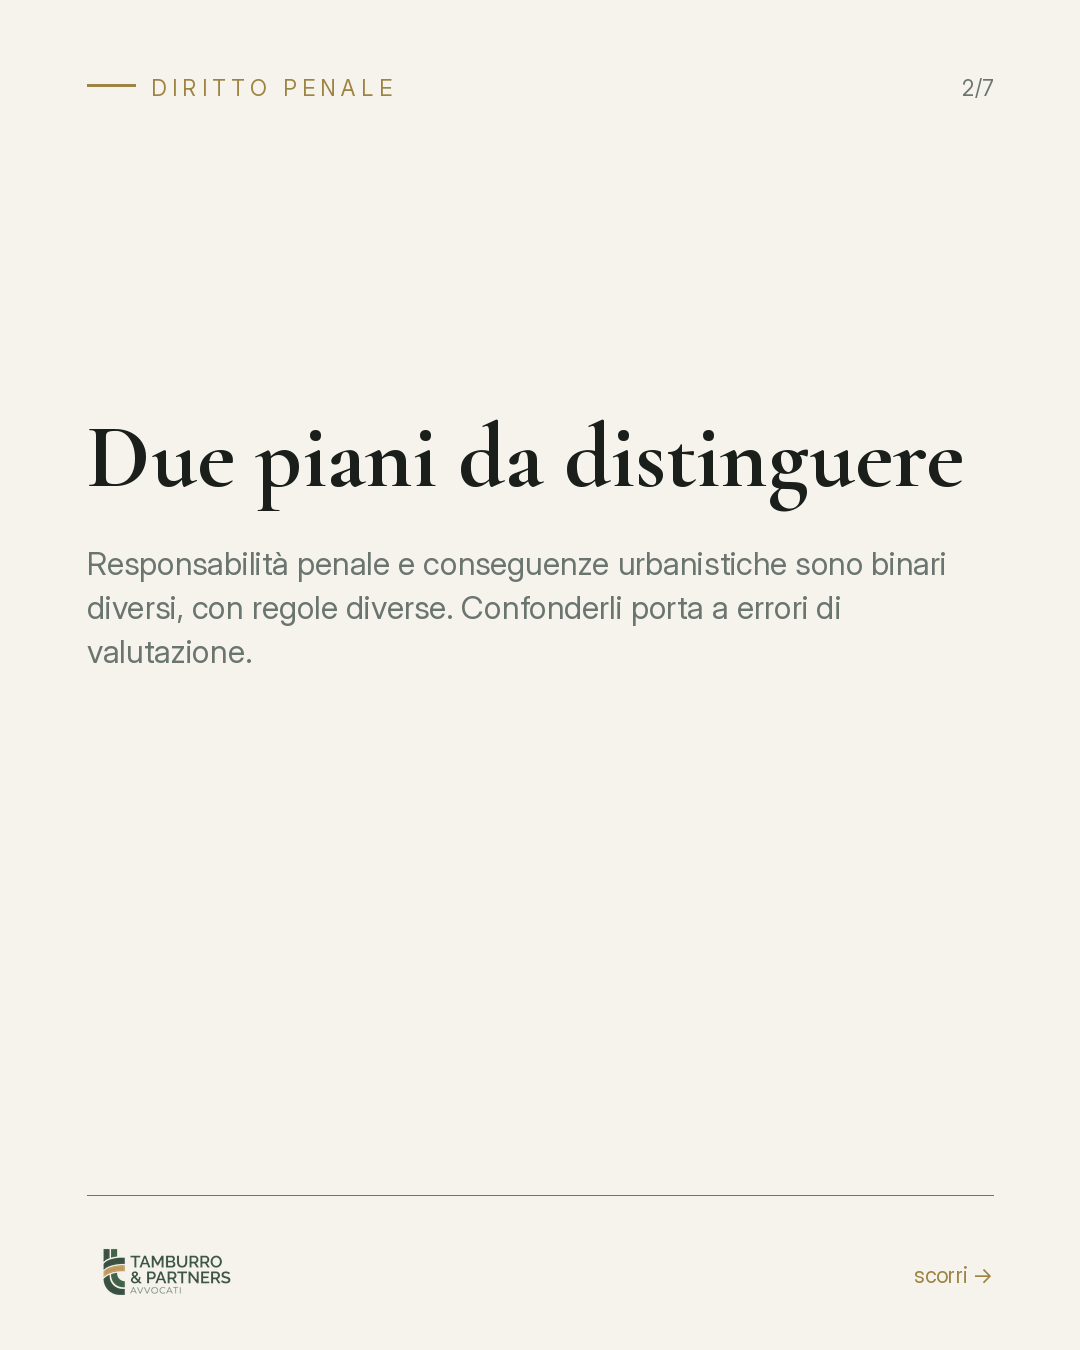 DIRITTO PENALE
2/7
Due piani da distinguere
Responsabilità penale e conseguenze urbanistiche sono binari
diversi, con regole diverse. Confonderli porta a errori di
valutazione.
TAMBURRO
& PARTNERS
AVVOCATI
scorri →